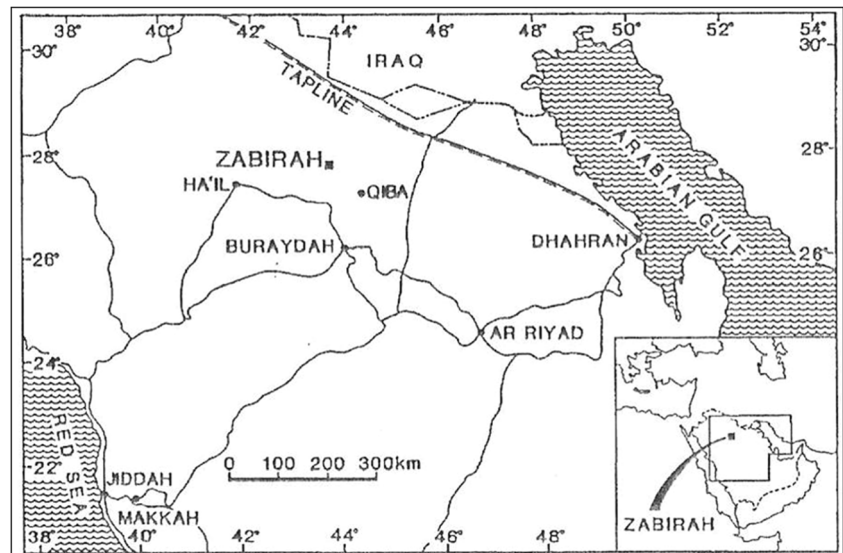 38° 40° 42° 44° 46° 48° 50° 52° 54°
30° 30°
IRAQ
TAPLINE
ARABIAN GULF
28° 28°
ZABIRAH
HA'IL
QIBA
BURAYDAH
DHAHRAN
26° 26°
AR RIYAD
24°
RED SEA
22°
0 100 200 300km
JIDDAH
MAKKAH
ZABIRAH
38° 40° 42° 44° 46° 48°